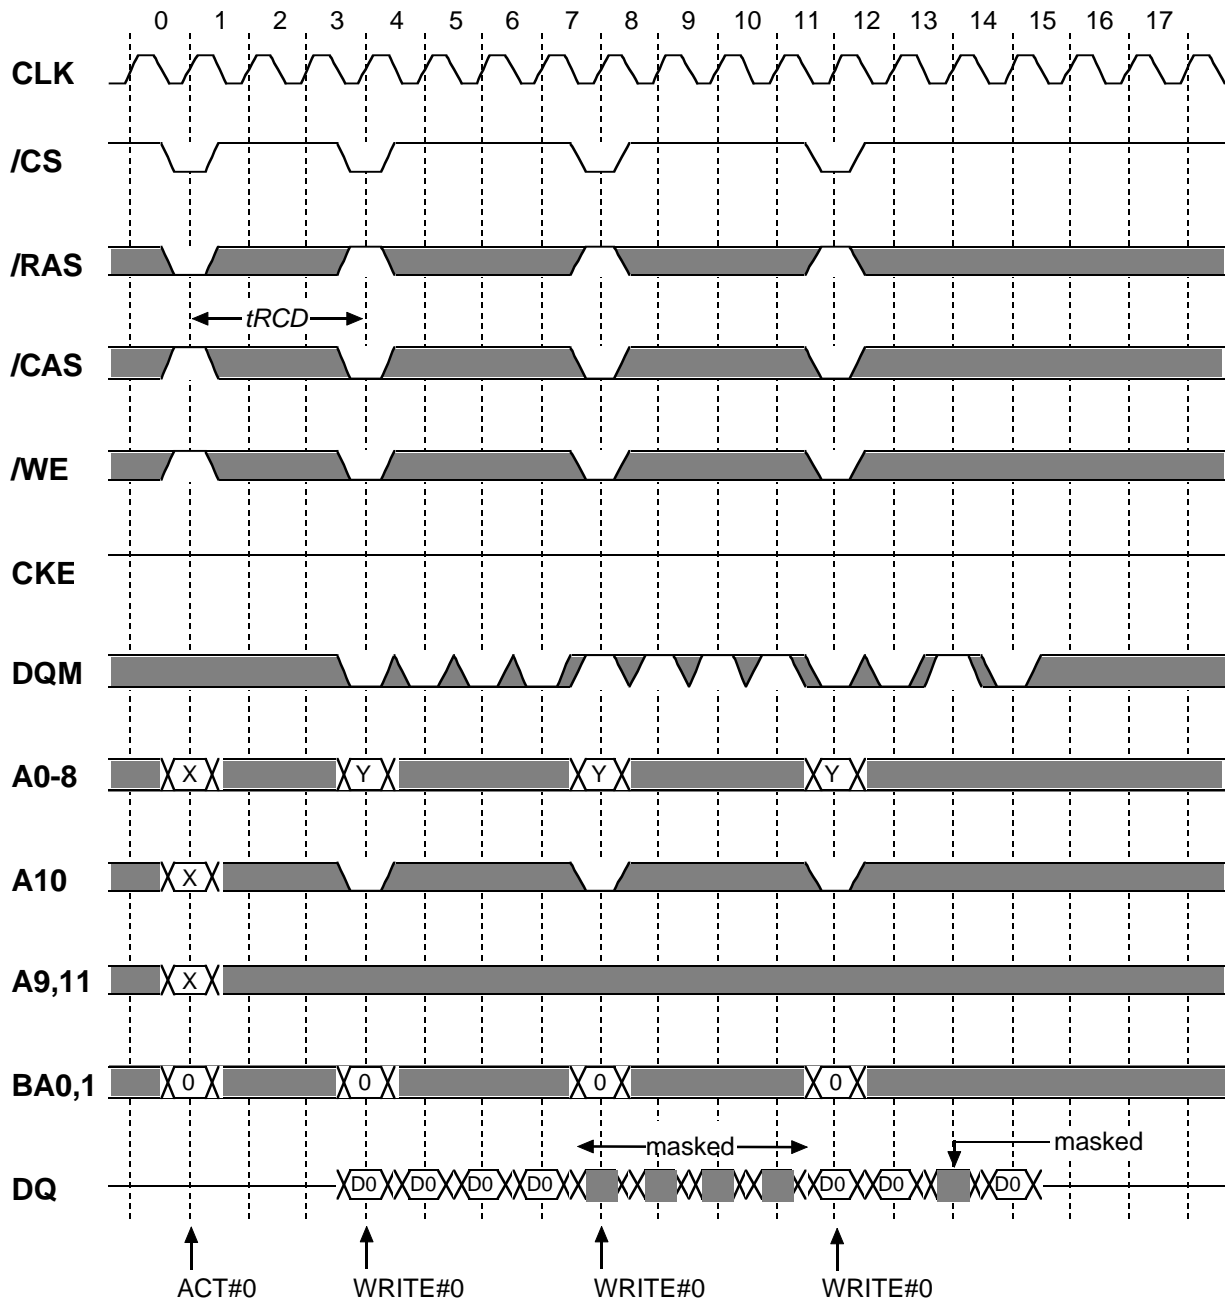 0 1 2 3 4 5 6 7 8 9 10 11 12 13 14 15 16 17
CLK
/CS
/RAS
tRCD
/CAS
/WE
CKE
DQM
A0-8 X Y Y Y
A10 X
A9,11 X
BA0,1 0 0 0 0
masked masked
DQ D0 D0 D0 D0 D0 D0 D0
ACT#0 WRITE#0 WRITE#0 WRITE#0